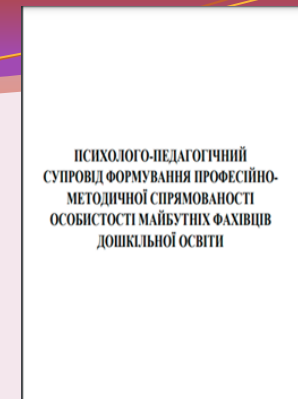 ПСИХОЛОГО-ПЕДАГОГІЧНИЙ
СУПРОВІД ФОРМУВАННЯ ПРОФЕСІЙНО-
МЕТОДИЧНОЇ СПРЯМОВАНОСТІ
ОСОБИСТОСТІ МАЙБУТНІХ ФАХІВЦІВ
ДОШКІЛЬНОЇ ОСВІТИ